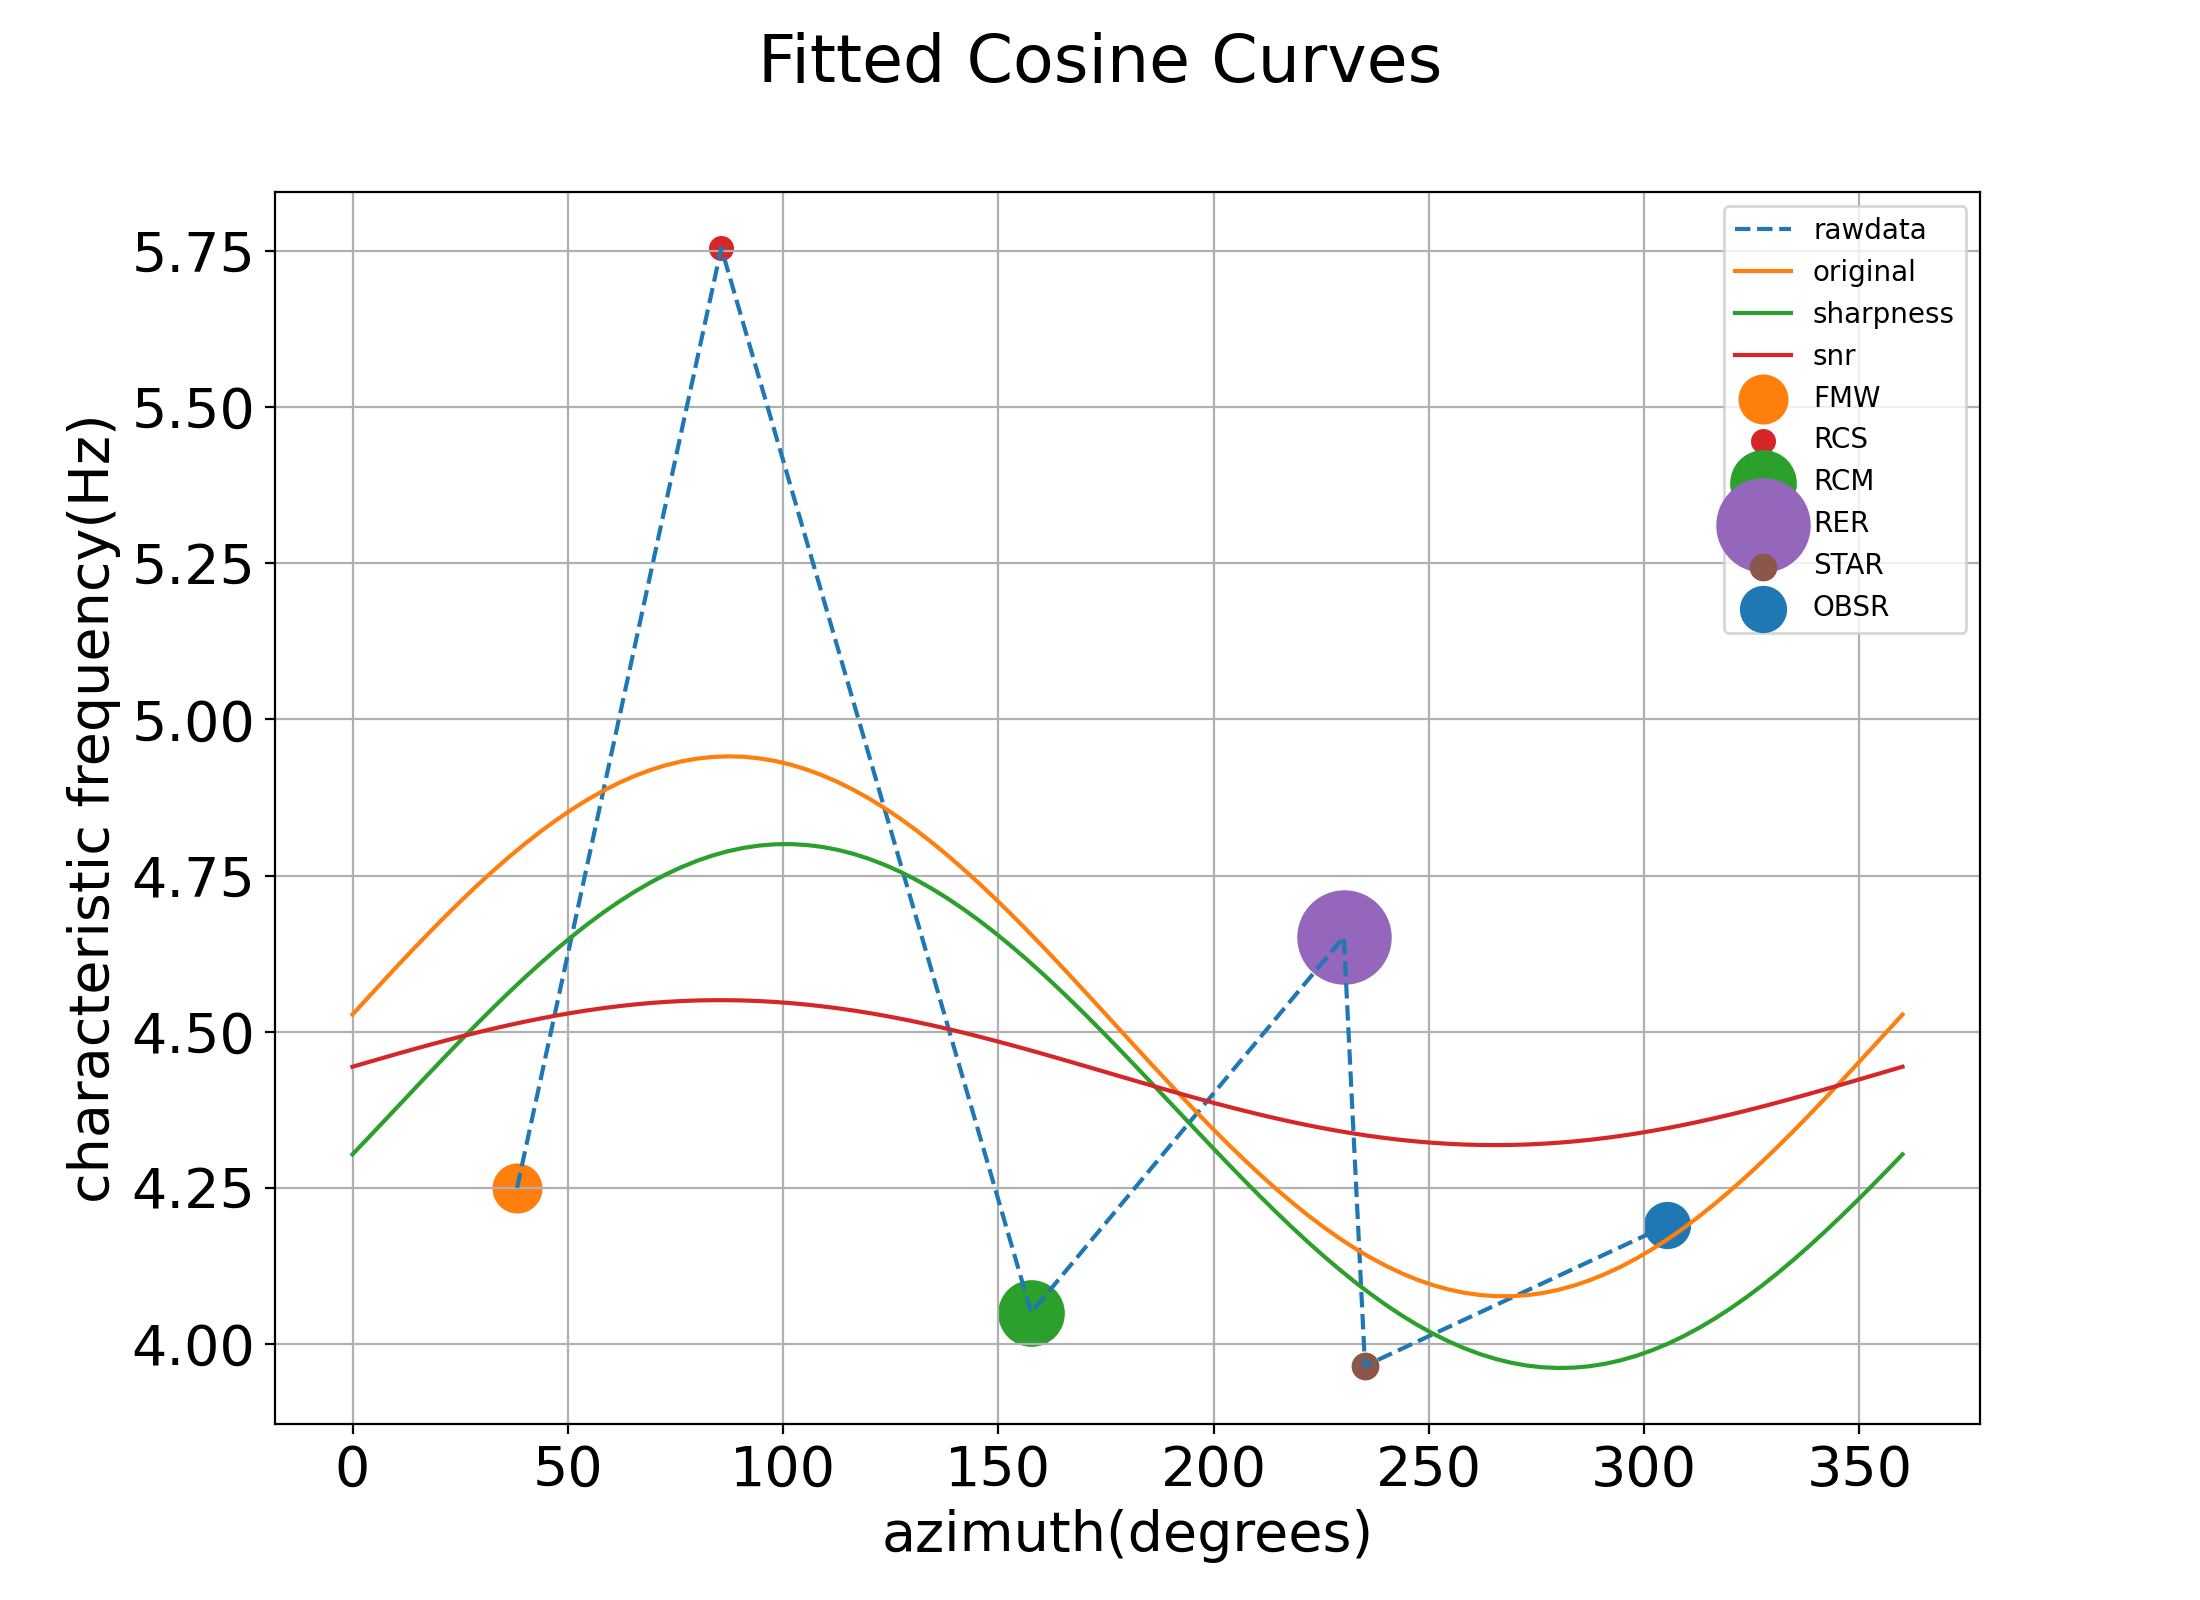 Fitted Cosine Curves
rawdata
original
sharpness
snr
FMW
RCS
RCM
RER
STAR
OBSR
characteristic frequency(Hz)
5.75
5.50
5.25
5.00
4.75
4.50
4.25
4.00
0 50 100 150 200 250 300 350
azimuth(degrees)